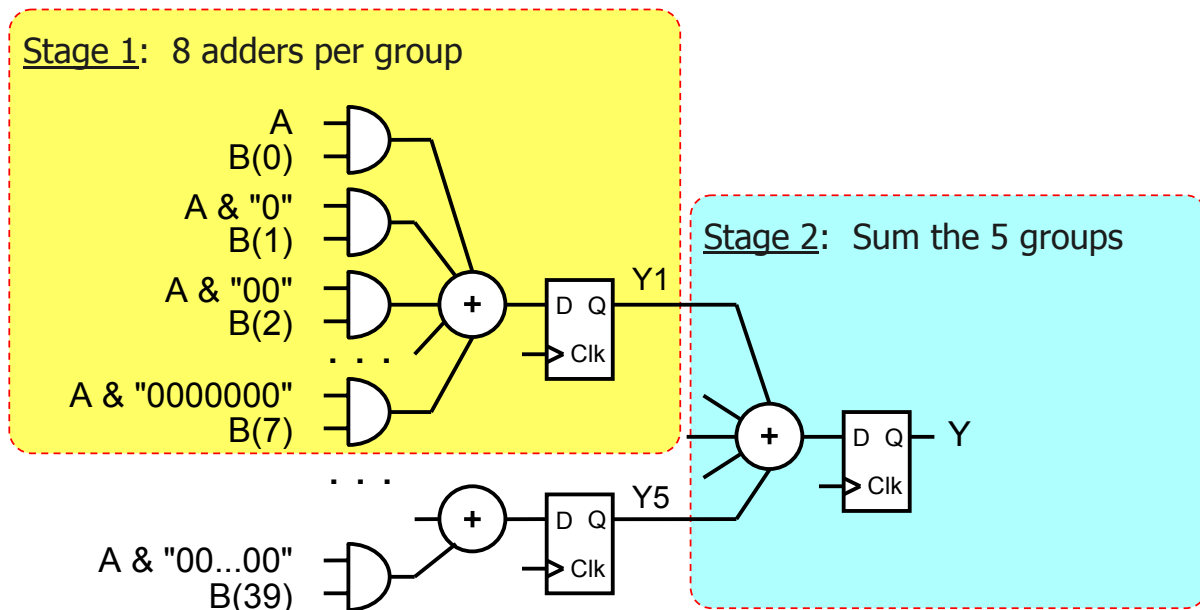 Stage 1: 8 adders per group
A
B(0)
A & "0"
B(1)
A & "00"
B(2)
. . .
A & "0000000"
B(7)
+
D Q
Clk
Y1
Stage 2: Sum the 5 groups
+
D Q
Clk
Y
. . .
+
D Q
Clk
Y5
A & "00...00"
B(39)